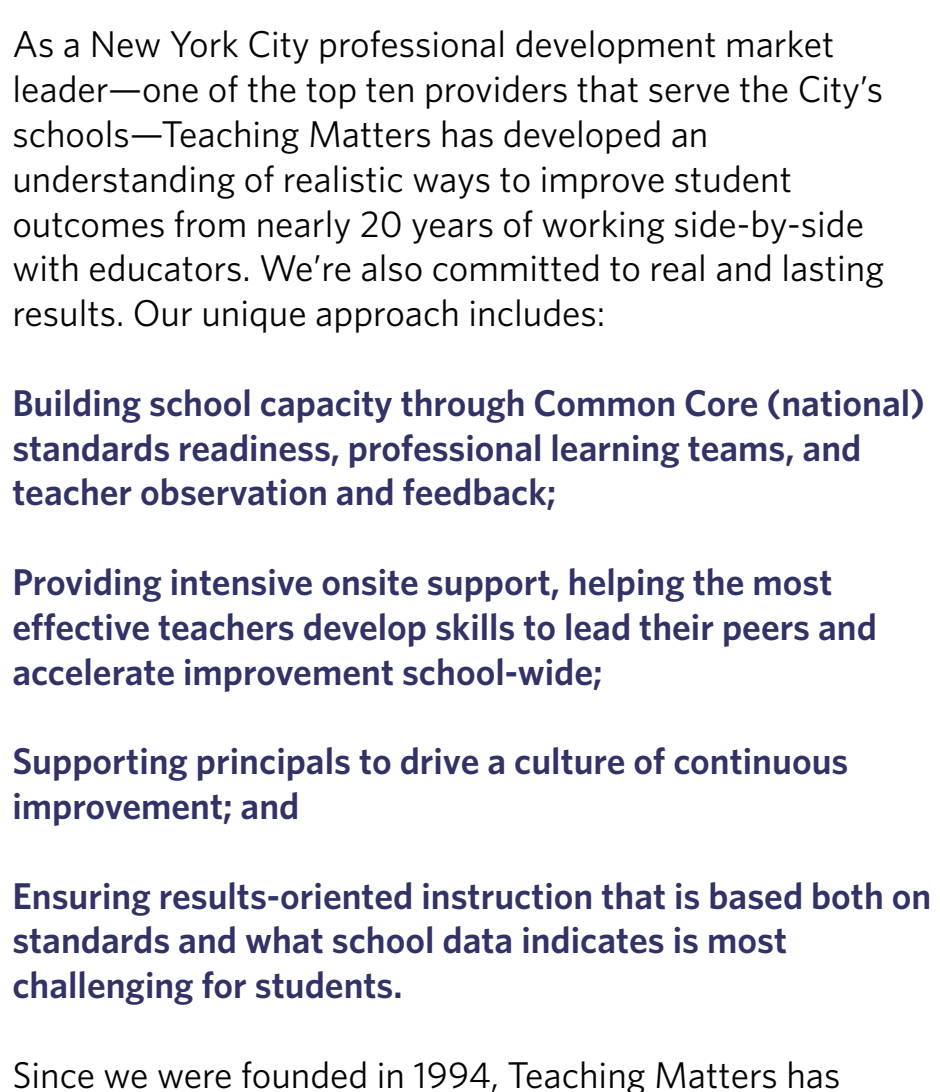 As a New York City professional development market
leader—one of the top ten providers that serve the City's
schools—Teaching Matters has developed an
understanding of realistic ways to improve student
outcomes from nearly 20 years of working side-by-side
with educators. We're also committed to real and lasting
results. Our unique approach includes:
Building school capacity through Common Core (national)
standards readiness, professional learning teams, and
teacher observation and feedback;
Providing intensive onsite support, helping the most
effective teachers develop skills to lead their peers and
accelerate improvement school-wide;
Supporting principals to drive a culture of continuous
improvement; and
Ensuring results-oriented instruction that is based both on
standards and what school data indicates is most
challenging for students.
Since we were founded in 1994, Teaching Matters has